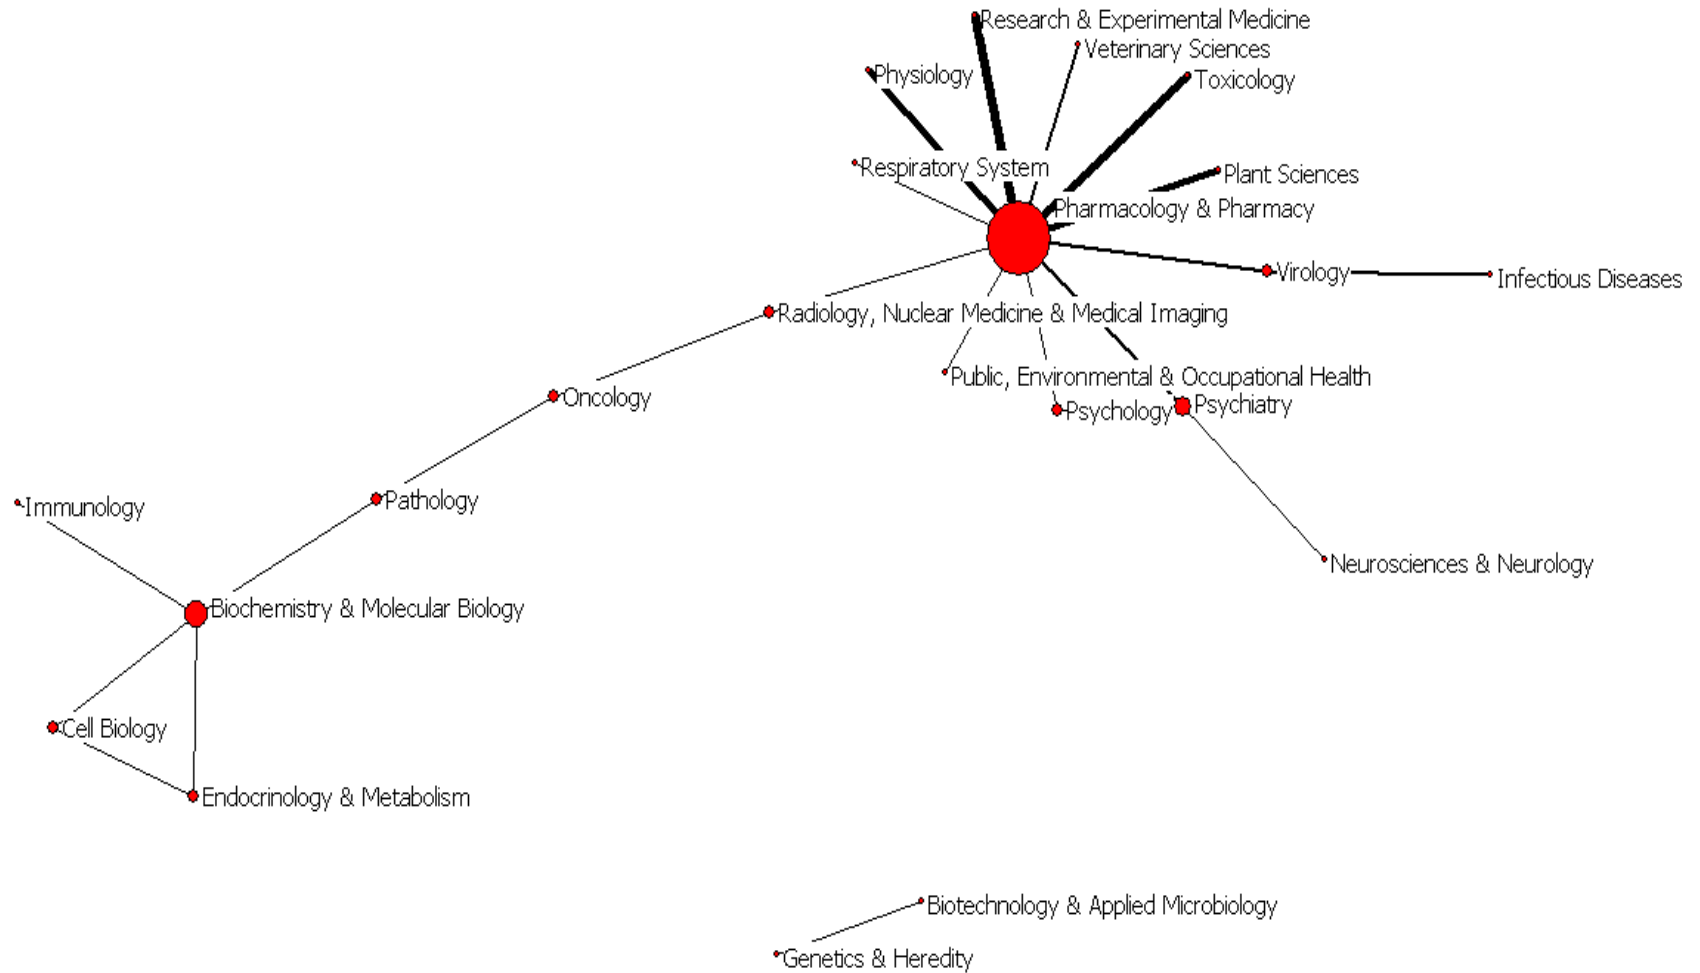 Research & Experimental Medicine
Veterinary Sciences
Physiology
Toxicology
Respiratory System
Plant Sciences
Pharmacology & Pharmacy
Virology
Infectious Diseases
Radiology, Nuclear Medicine & Medical Imaging
Public, Environmental & Occupational Health
Oncology
Psychology
Psychiatry
Pathology
Immunology
Neurosciences & Neurology
Biochemistry & Molecular Biology
Cell Biology
Endocrinology & Metabolism
Biotechnology & Applied Microbiology
Genetics & Heredity